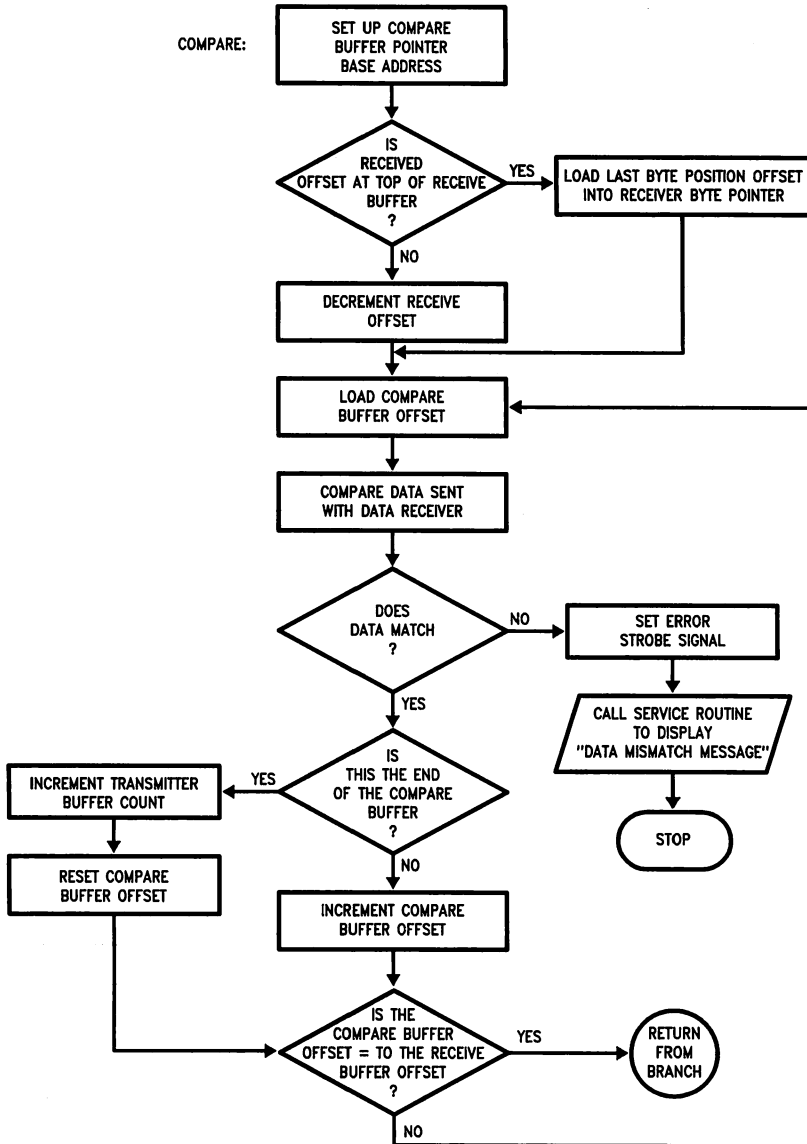 COMPARE:
SET UP COMPARE
BUFFER POINTER
BASE ADDRESS
IS
RECEIVED
OFFSET AT TOP OF RECEIVE
BUFFER
?
YES
LOAD LAST BYTE POSITION OFFSET
INTO RECEIVER BYTE POINTER
NO
DECREMENT RECEIVE
OFFSET
LOAD COMPARE
BUFFER OFFSET
COMPARE DATA SENT
WITH DATA RECEIVER
DOES
DATA MATCH
?
NO
SET ERROR
STROBE SIGNAL
CALL SERVICE ROUTINE
TO DISPLAY
"DATA MISMATCH MESSAGE"
STOP
YES
IS
THIS THE END
OF THE COMPARE
BUFFER
?
YES
INCREMENT TRANSMITTER
BUFFER COUNT
RESET COMPARE
BUFFER OFFSET
NO
INCREMENT COMPARE
BUFFER OFFSET
IS THE
COMPARE BUFFER
OFFSET = TO THE RECEIVE
BUFFER OFFSET
?
YES
RETURN
FROM
BRANCH
NO